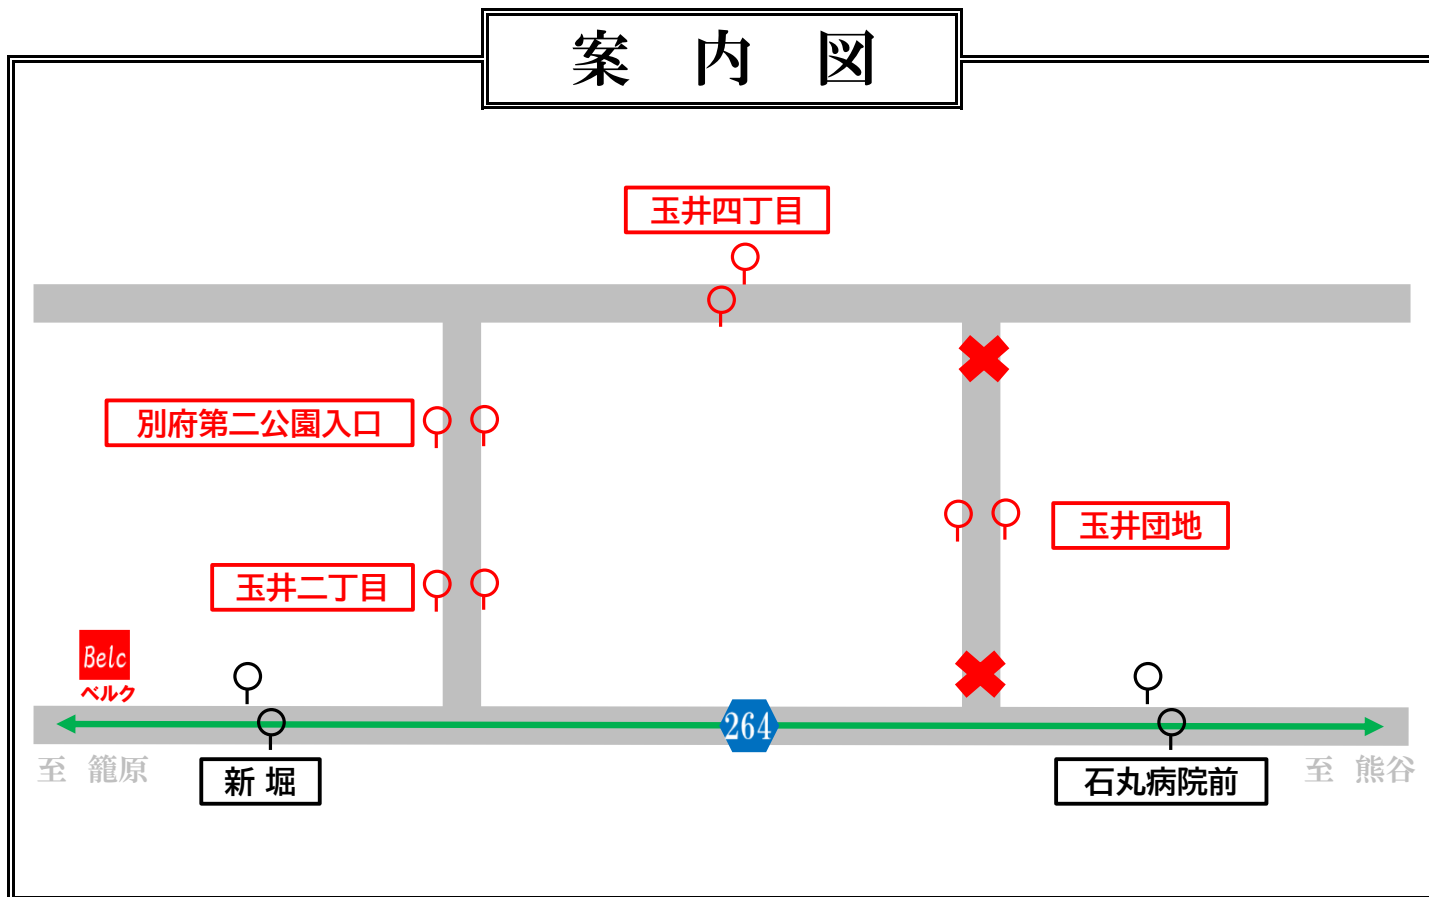 案内図
玉井四丁目
別府第二公園入口
玉井団地
玉井二丁目
Belc
ベルク
264
至 籠原
新 堀
石丸病院前
至 熊谷